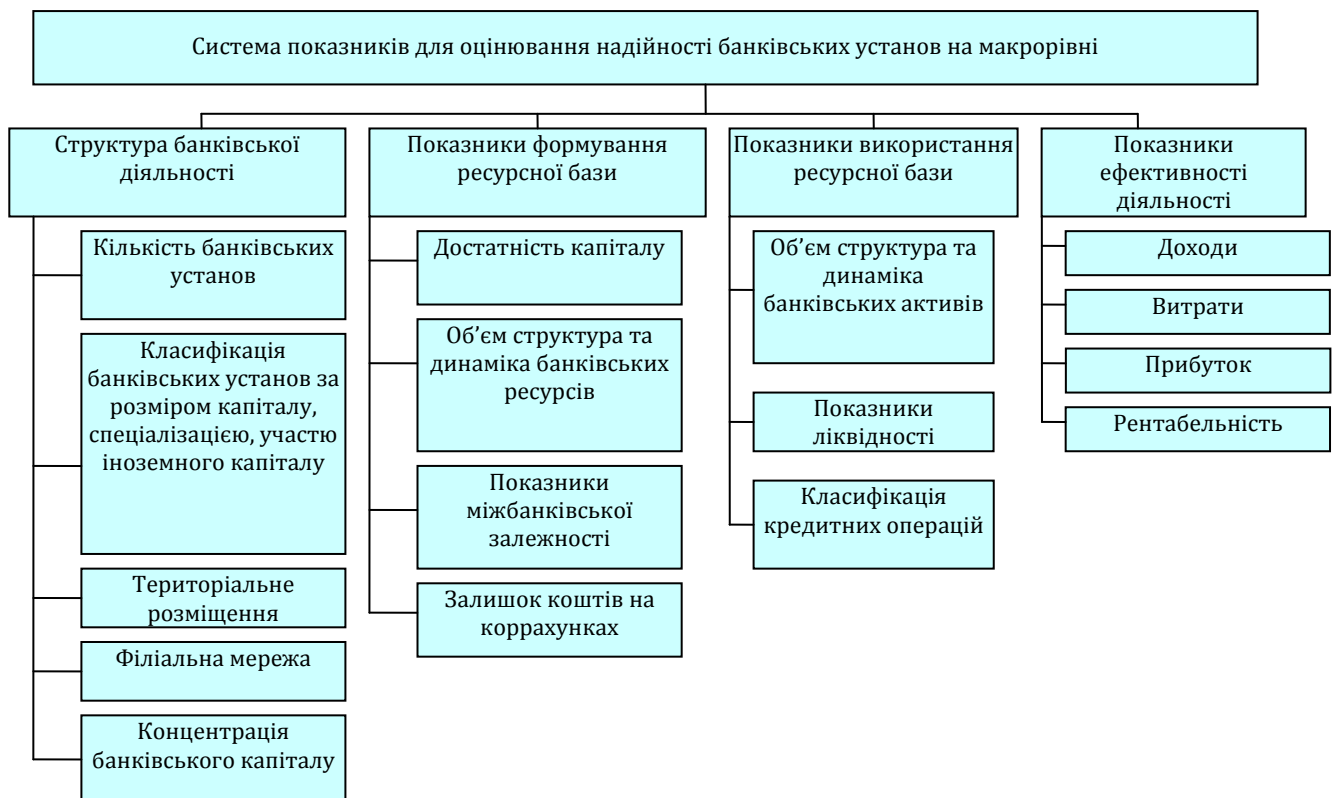 Система показників для оцінювання надійності банківських установ на макрорівні
Структура банківської
діяльності
Кількість банківських
установ
Класифікація
банківських установ за
розміром капіталу,
спеціалізацією, участю
іноземного капіталу
Територіальне
розміщення
Філіальна мережа
Концентрація
банківського капіталу
Показники формування
ресурсної бази
Достатність капіталу
Об’єм структура та
динаміка банківських
ресурсів
Показники
міжбанківської
залежності
Залишок коштів на
коррахунках
Показники використання
ресурсної бази
Об’єм структура та
динаміка
банківських активів
Показники
ліквідності
Класифікація
кредитних операцій
Показники
ефективності
діяльності
Доходи
Витрати
Прибуток
Рентабельність